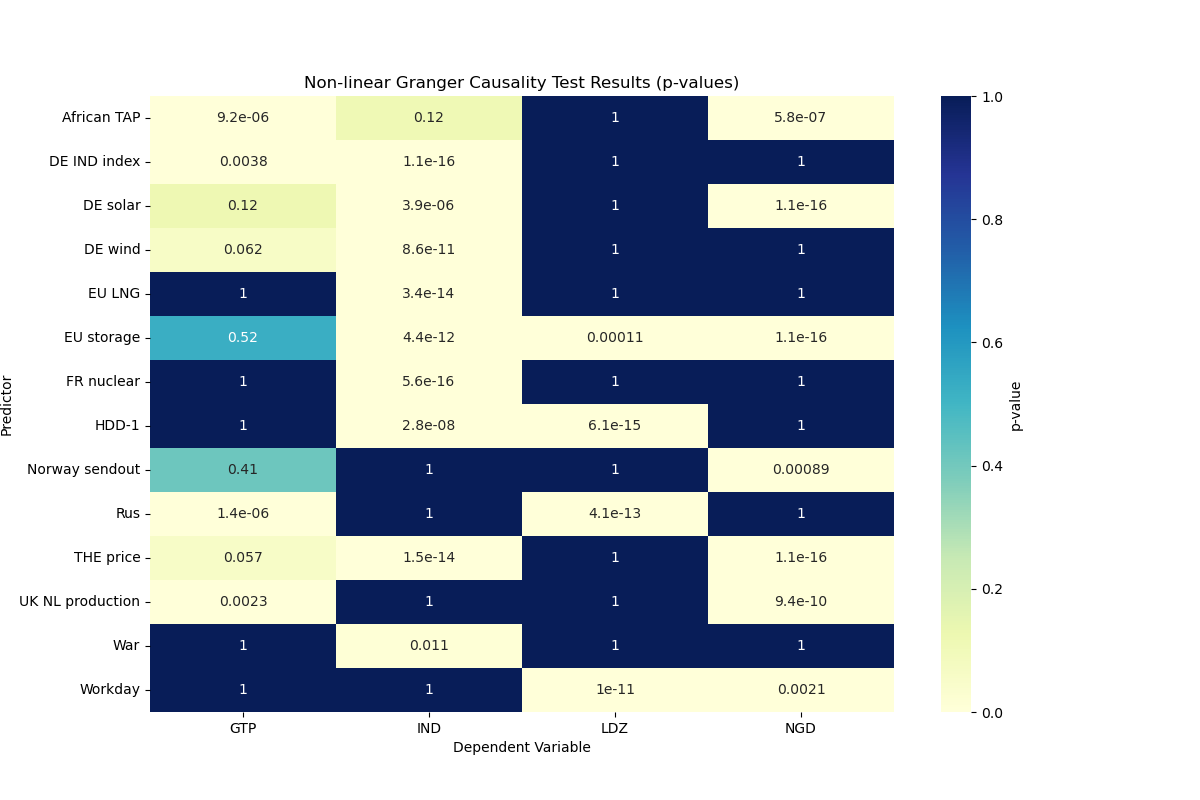 Non-linear Granger Causality Test Results (p-values)
African TAP 9.2e-06 0.12 1 5.8e-07
DE IND index 0.0038 1.1e-16 1 1
DE solar 0.12 3.9e-06 1 1.1e-16
DE wind 0.062 8.6e-11 1 1
EU LNG 1 3.4e-14 1 1
EU storage 0.52 4.4e-12 0.00011 1.1e-16
FR nuclear 1 5.6e-16 1 1
HDD-1 1 2.8e-08 6.1e-15 1
Norway sendout 0.41 1 1 0.00089
Rus 1.4e-06 1 4.1e-13 1
THE price 0.057 1.5e-14 1 1.1e-16
UK NL production 0.0023 1 1 9.4e-10
War 1 0.011 1 1
Workday 1 1 1e-11 0.0021
GTP IND LDZ NGD
Dependent Variable
Predictor
1.0
0.8
0.6
0.4
0.2
0.0
p-value